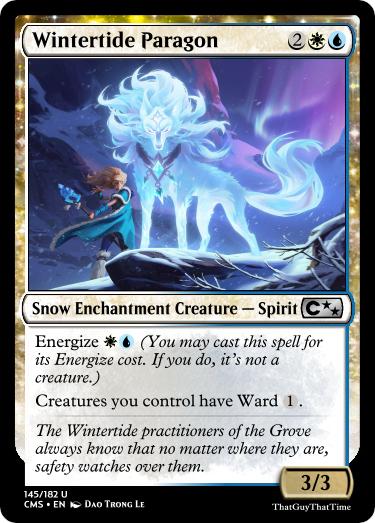 Wintertide Paragon 2
Snow Enchantment Creature — Spirit C
Energize (You may cast this spell for
its Energize cost. If you do, it's not a
creature.)
Creatures you control have Ward 1 .
The Wintertide practitioners of the Grove
always know that no matter where they are,
safety watches over them.
3/3
145/182 U
CMS • EN Dao Trong Le
ThatGuyThatTime